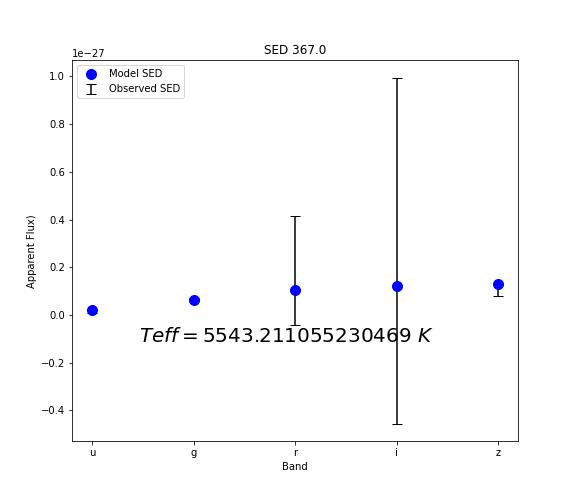 SED 367.0
1e−27
Model SED
Observed SED
1.0
0.8
0.6
0.4
0.2
0.0
−0.2
−0.4
Apparent Flux)
Teff = 5543.211055230469 K
u g r i z
Band